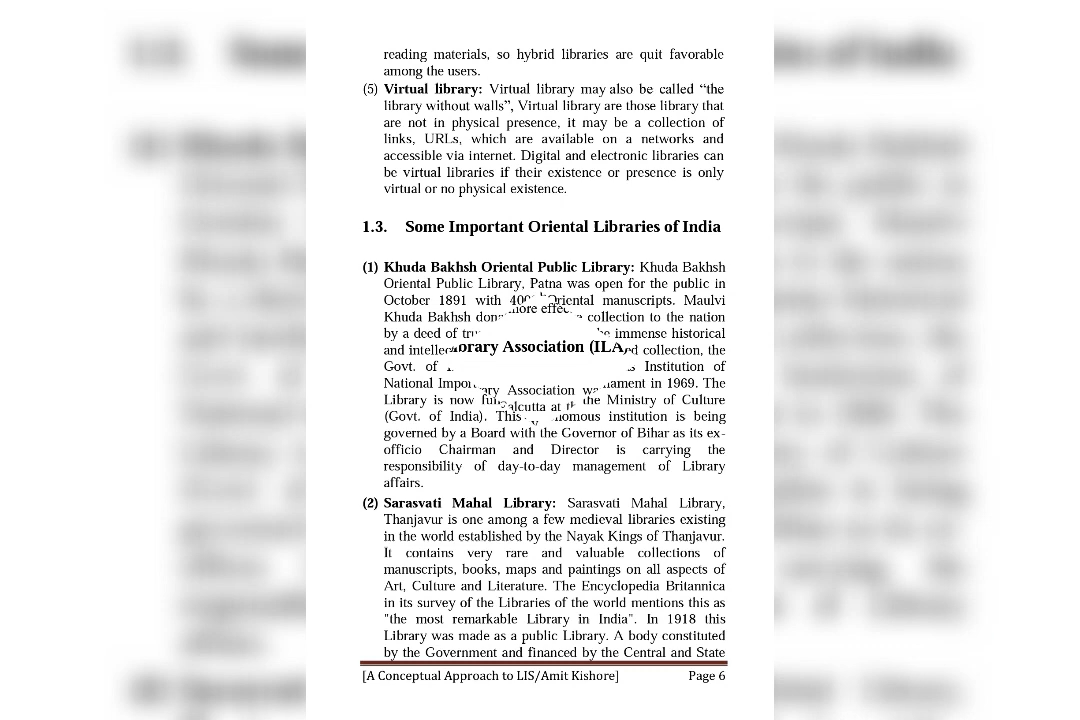 reading materials, so hybrid libraries are quit favorable
among the users.
(5) Virtual library: Virtual library may also be called “the
library without walls”, Virtual library are those library that
are not in physical presence, it may be a collection of
links, URLs, which are available on a networks and
accessible via internet. Digital and electronic libraries can
be virtual libraries if their existence or presence is only
virtual or no physical existence.
1.3. Some Important Oriental Libraries of India
(1) Khuda Bakhsh Oriental Public Library: Khuda Bakhsh
Oriental Public Library, Patna was open for the public in
October 1891 with Oriental manuscripts. Maulvi
more
Khuda Bakhsh collection to the nation
by a deed of immense historical
Association (ILA
and collection, the
Govt. of Institution of
National in 1969. The
Association
Library is now the Ministry of Culture
at
(Govt. of India). This institution is being
governed by a Board with the Governor of Bihar as its ex-
officio Chairman and Director is carrying the
responsibility of day-to-day management of Library
affairs.
(2) Sarasvati Mahal Library: Sarasvati Mahal Library,
Thanjavur is one among a few medieval libraries existing
in the world established by the Nayak Kings of Thanjavur.
It contains very rare and valuable collections of
manuscripts, books, maps and paintings on all aspects of
Art, Culture and Literature. The Encyclopedia Britannica
in its survey of the Libraries of the world mentions this as
"the most remarkable Library in India". In 1918 this
Library was made as a public Library. A body constituted
by the Government and financed by the Central and State
[A Conceptual Approach to LIS/Amit Kishore] Page 6